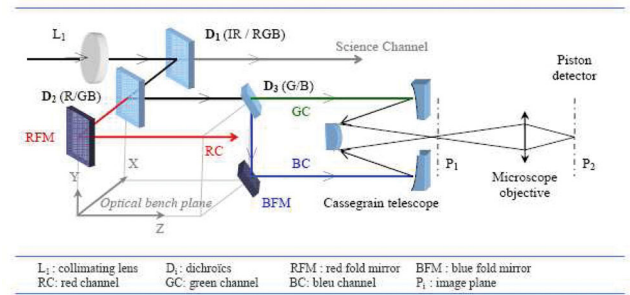 L1
D1 (IR / RGB)
Science Channel
Piston
detector
D2 (R/GB)
D3 (G/B)
GC
RFM
RC
BC
P1
P2
X
Y
Optical bench plane
Z
BFM
Cassegrain telescope
Microscope
objective
L1 : collimating lens D1 : dichroïcs RFM : red fold mirror BFM : blue fold mirror
RC: red channel GC: green channel BC: bleu channel P1 : image plane